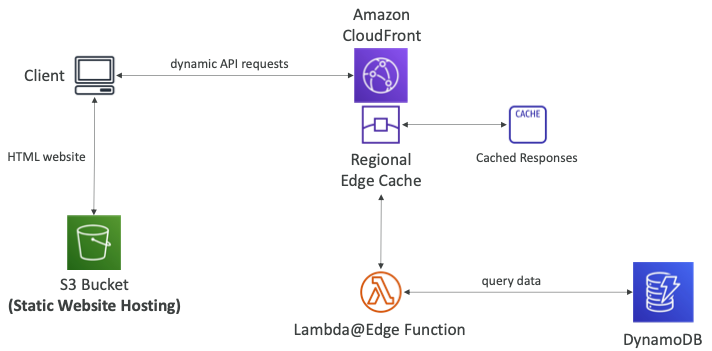 Amazon
CloudFront
Client
dynamic API requests
CACHE
Cached Responses
HTML website
Regional
Edge Cache
S3 Bucket
(Static Website Hosting)
query data
Lambda@Edge Function
DynamoDB